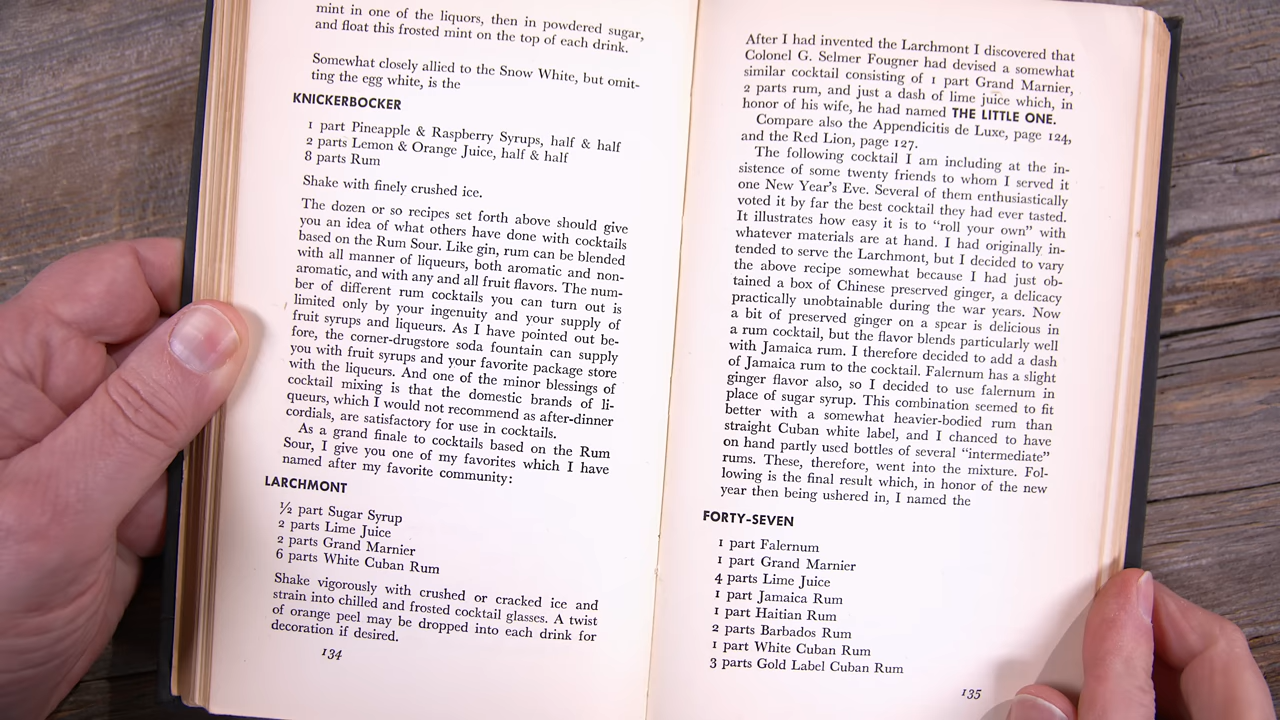 mint in one of the liquors, then in powdered sugar,
and float this frosted mint on the top of each drink.
Somewhat closely allied to the Snow White, but omit-
ting the egg white, is the
KNICKERBOCKER
1 part Pineapple & Raspberry Syrups, half & half
2 parts Lemon & Orange Juice, half & half
8 parts Rum
Shake with finely crushed ice.
The dozen or so recipes set forth above should give
you an idea of what others have done with cocktails
based on the Rum Sour. Like gin, rum can be blended
with all manner of liqueurs, both aromatic and non-
aromatic, and with any and all fruit flavors. The num-
ber of different rum cocktails you can turn out is
limited only by your ingenuity and your supply of
fruit syrups and liqueurs. As I have pointed out be-
fore, the corner-drugstore soda fountain can supply
you with fruit syrups and your favorite package store
with the liqueurs. And one of the minor blessings of
cocktail mixing is that the domestic brands of li-
queurs, which I would not recommend as after-dinner
cordials, are satisfactory for use in cocktails.
As a grand finale to cocktails based on the Rum
Sour, I give you one of my favorites which I have
named after my favorite community:
LARCHMONT
½ part Sugar Syrup
2 parts Lime Juice
2 parts Grand Marnier
6 parts White Cuban Rum
Shake vigorously with crushed or cracked ice and
strain into chilled and frosted cocktail glasses. A twist
of orange peel may be dropped into each drink for
decoration if desired.
134
After I had invented the Larchmont I discovered that
Colonel G. Selmer Fougner had devised a somewhat
similar cocktail consisting of 1 part Grand Marnier,
2 parts rum, and just a dash of lime juice which, in
honor of his wife, he had named THE LITTLE ONE.
Compare also the Appendicitis de Luxe, page 124,
and the Red Lion, page 127.
The following cocktail I am including at the in-
sistence of some twenty friends to whom I served it
one New Year's Eve. Several of them enthusiastically
voted it by far the best cocktail they had ever tasted.
It illustrates how easy it is to "roll your own" with
whatever materials are at hand. I had originally in-
tended to serve the Larchmont, but I decided to vary
the above recipe somewhat because I had just ob-
tained a box of Chinese preserved ginger, a delicacy
practically unobtainable during the war years. Now
a bit of preserved ginger on a spear is delicious in
a rum cocktail, but the flavor blends particularly well
with Jamaica rum. I therefore decided to add a dash
of Jamaica rum to the cocktail. Falernum has a slight
ginger flavor also, so I decided to use falernum in
place of sugar syrup. This combination seemed to fit
better with a somewhat heavier-bodied rum than
straight Cuban white label, and I chanced to have
on hand partly used bottles of several "intermediate"
rums. These, therefore, went into the mixture. Fol-
lowing is the final result which, in honor of the new
year then being ushered in, I named the
FORTY-SEVEN
1 part Falernum
1 part Grand Marnier
4 parts Lime Juice
1 part Jamaica Rum
1 part Haitian Rum
2 parts Barbados Rum
1 part White Cuban Rum
3 parts Gold Label Cuban Rum
135